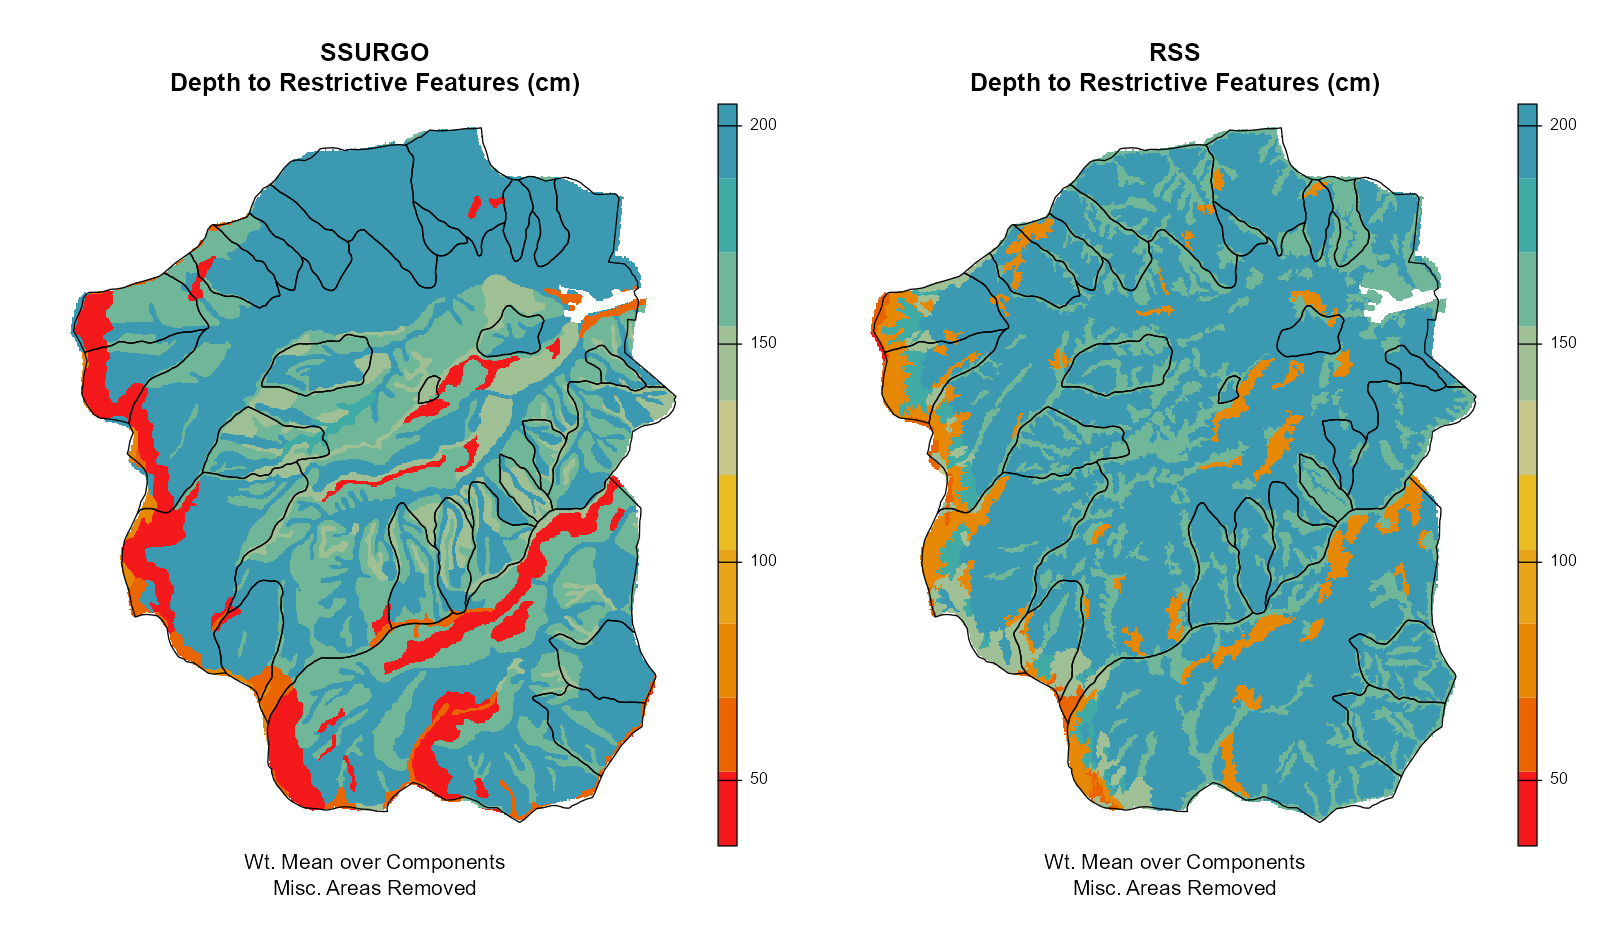 SSURGO
Depth to Restrictive Features (cm)
200
150
100
50
Wt. Mean over Components
Misc. Areas Removed
RSS
Depth to Restrictive Features (cm)
200
150
100
50
Wt. Mean over Components
Misc. Areas Removed